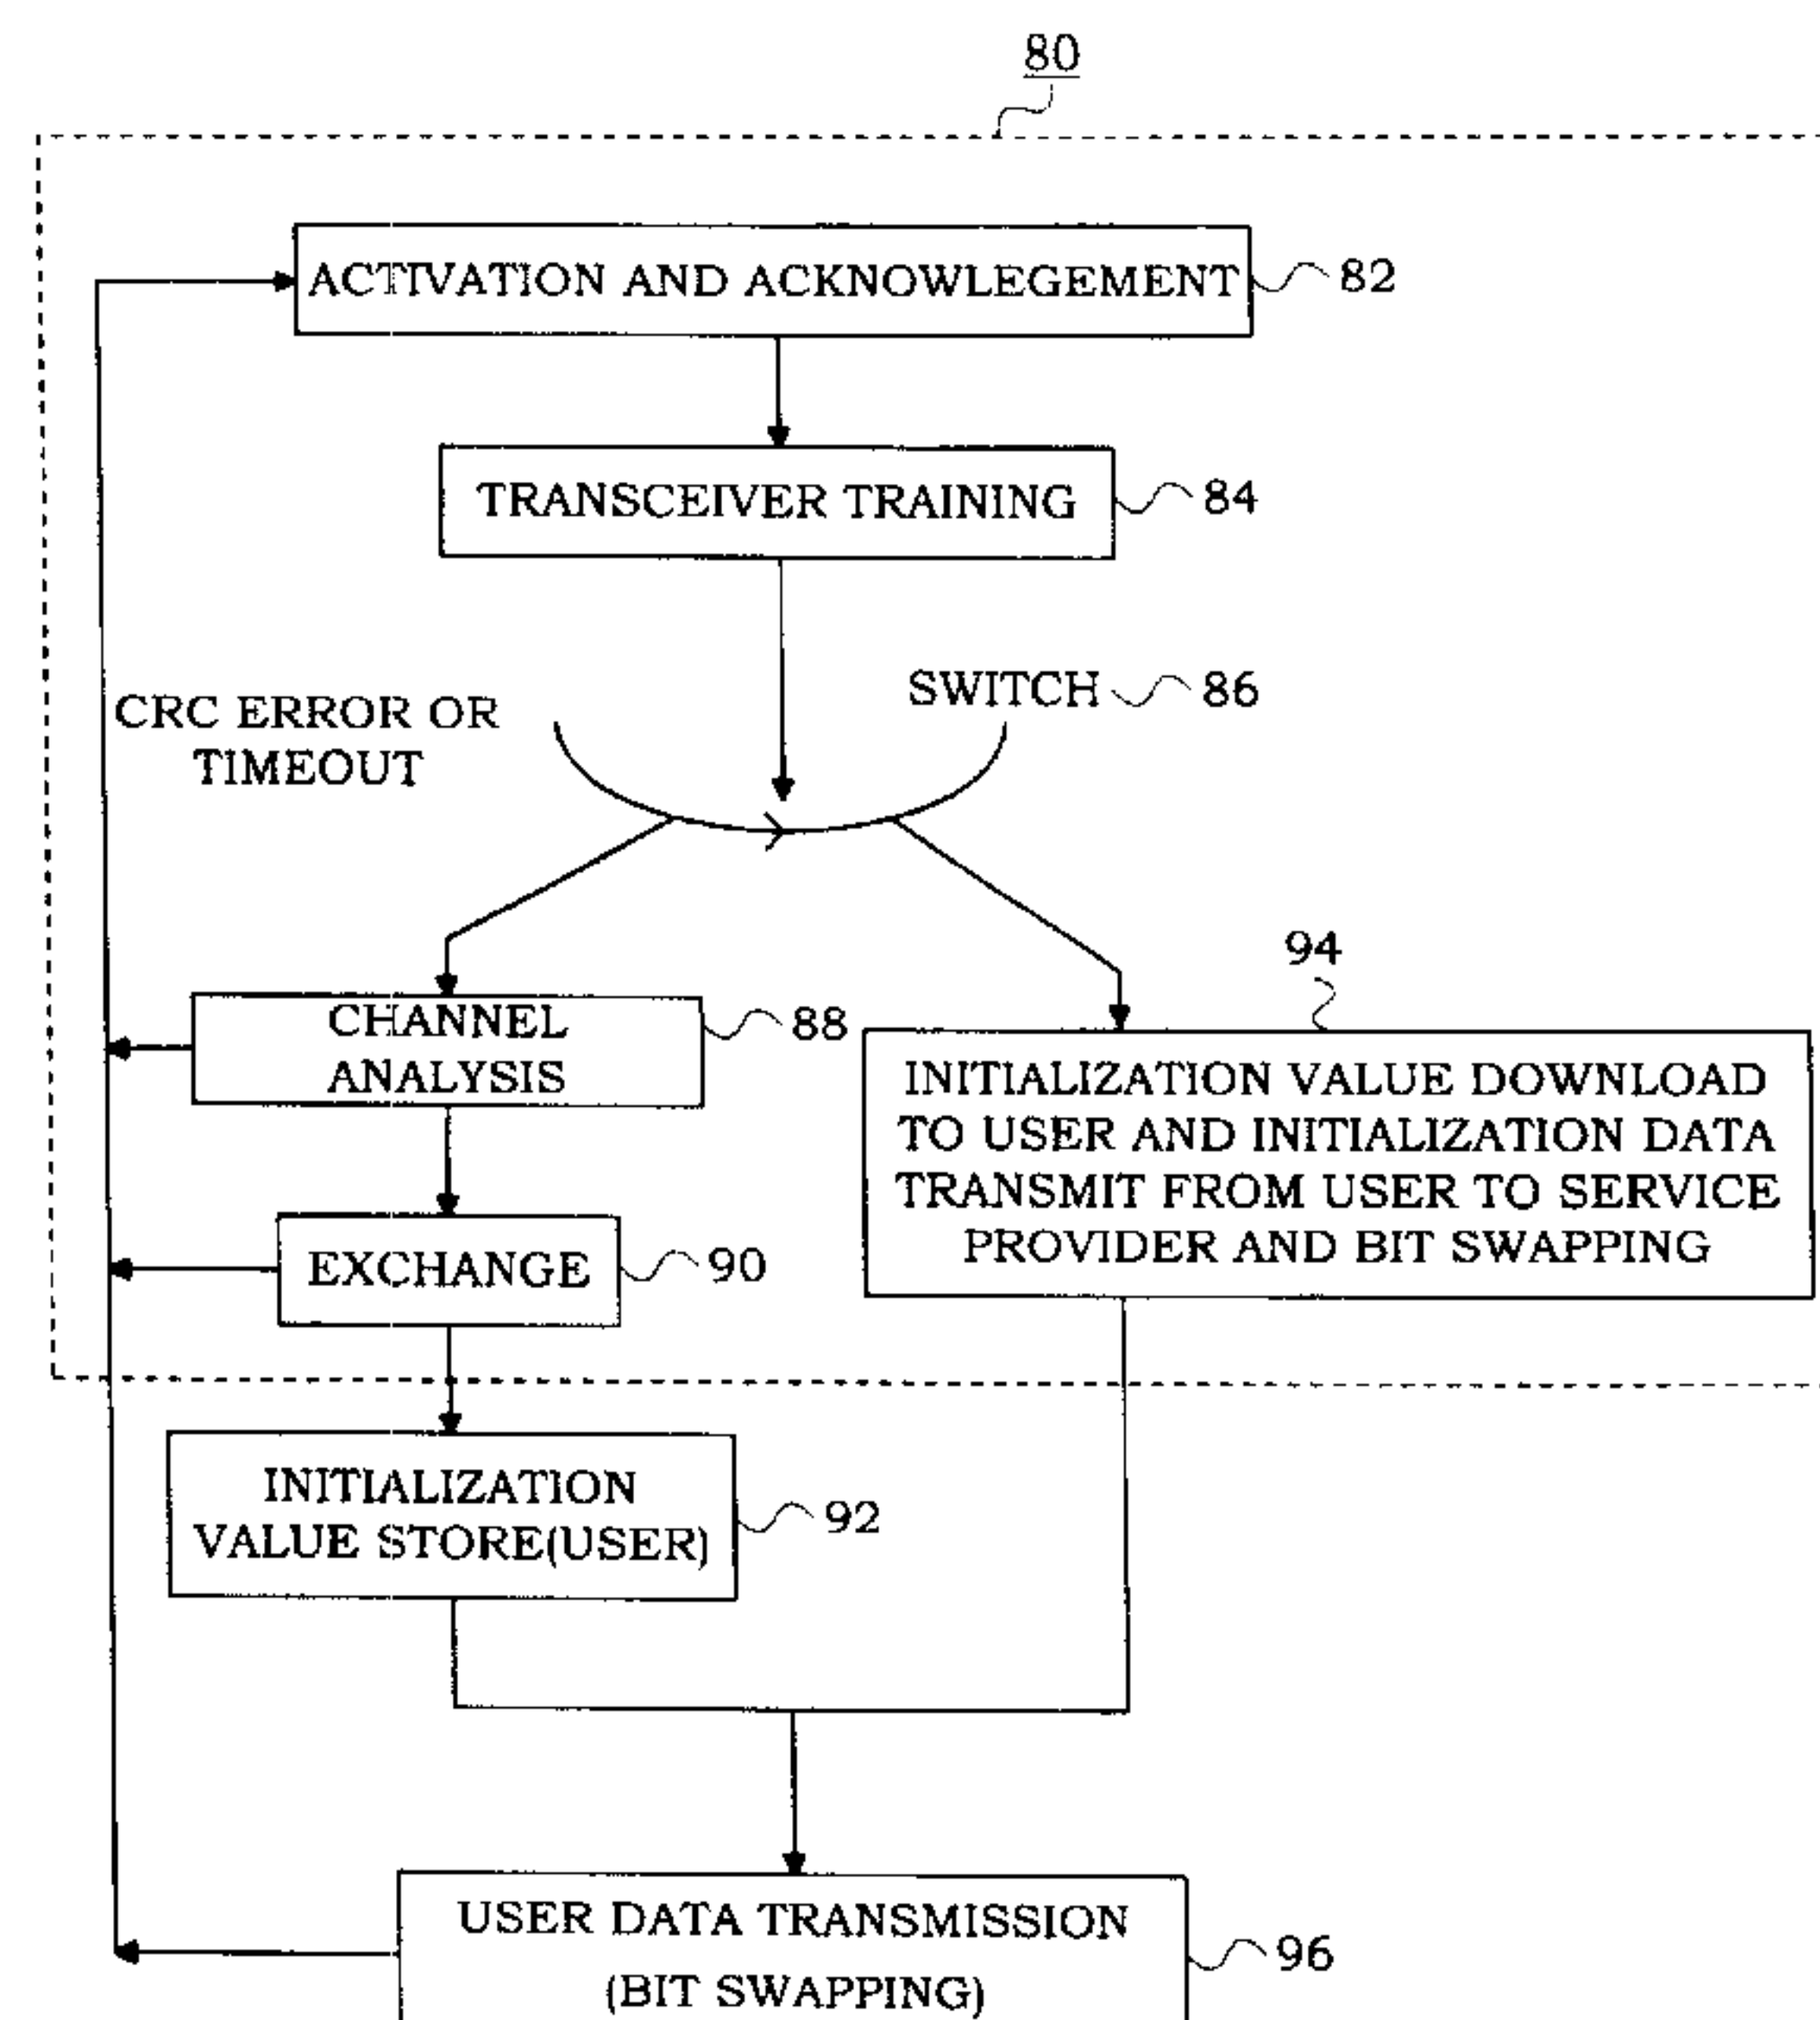 80
ACTIVATION AND ACKNOWLEGEMENT
82
TRANSCEIVER TRAINING
84
SWITCH
86
CRC ERROR OR
TIMEOUT
CHANNEL
ANALYSIS
88
94
INITIALIZATION VALUE DOWNLOAD
TO USER AND INITIALIZATION DATA
TRANSMIT FROM USER TO SERVICE
PROVIDER AND BIT SWAPPING
EXCHANGE
90
INITIALIZATION
VALUE STORE(USER)
92
USER DATA TRANSMISSION
(BIT SWAPPING)
96